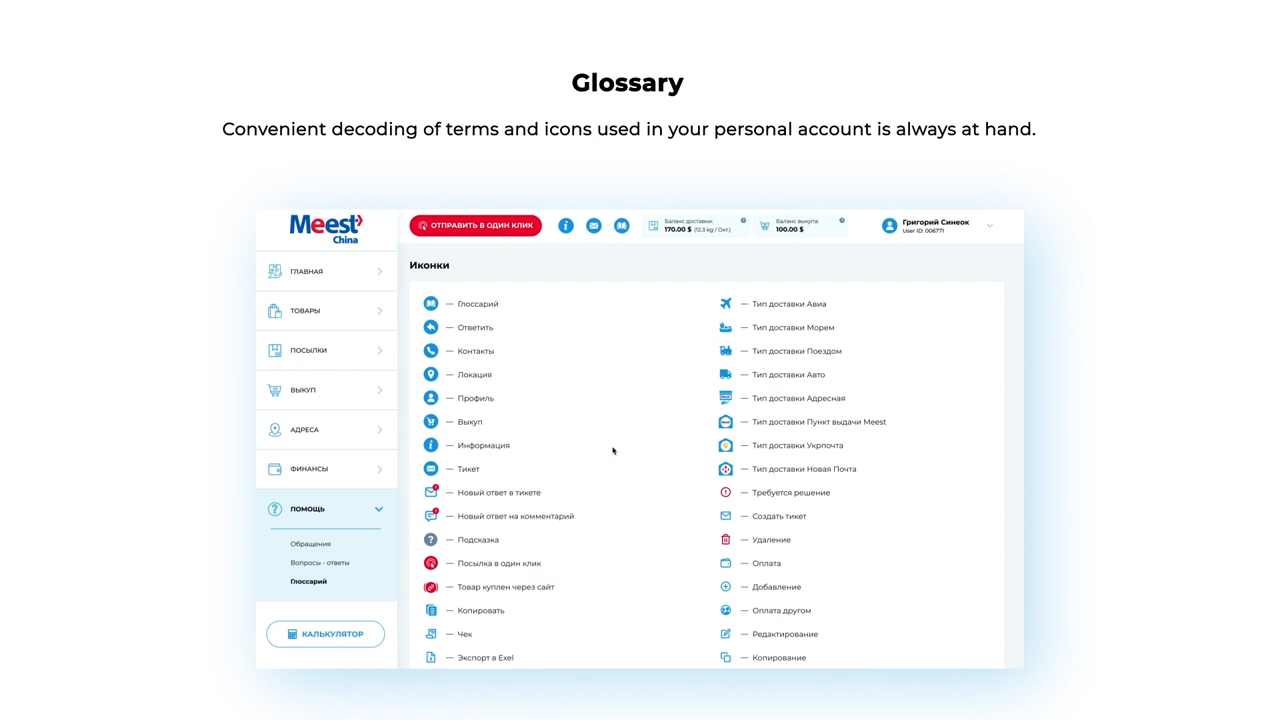 Glossary
Convenient decoding of terms and icons used in your personal account is always at hand.
Meest
China
ОТПРАВИТЬ В ОДИН КЛИК
Баланс доставки:
170.00 $ (12.3 kg / Окт.)
Баланс выкупа:
100.00 $
Григорий Синеок
User ID: 006771
ГЛАВНАЯ
ТОВАРЫ
ПОСЫЛКИ
ВЫКУП
АДРЕСА
ФИНАНСЫ
ПОМОЩЬ
Обращения
Вопросы - ответы
Глоссарий
КАЛЬКУЛЯТОР
Иконки
— Глоссарий
— Ответить
— Контакты
— Локация
— Профиль
— Выкуп
— Информация
— Тикет
— Новый ответ в тикете
— Новый ответ на комментарий
— Подсказка
— Посылка в один клик
— Товар куплен через сайт
— Копировать
— Чек
— Экспорт в Exel
— Тип доставки Авиа
— Тип доставки Морем
— Тип доставки Поездом
— Тип доставки Авто
— Тип доставки Адресная
— Тип доставки Пункт выдачи Meest
— Тип доставки Укрпочта
— Тип доставки Новая Почта
— Требуется решение
— Создать тикет
— Удаление
— Оплата
— Добавление
— Оплата другом
— Редактирование
— Копирование